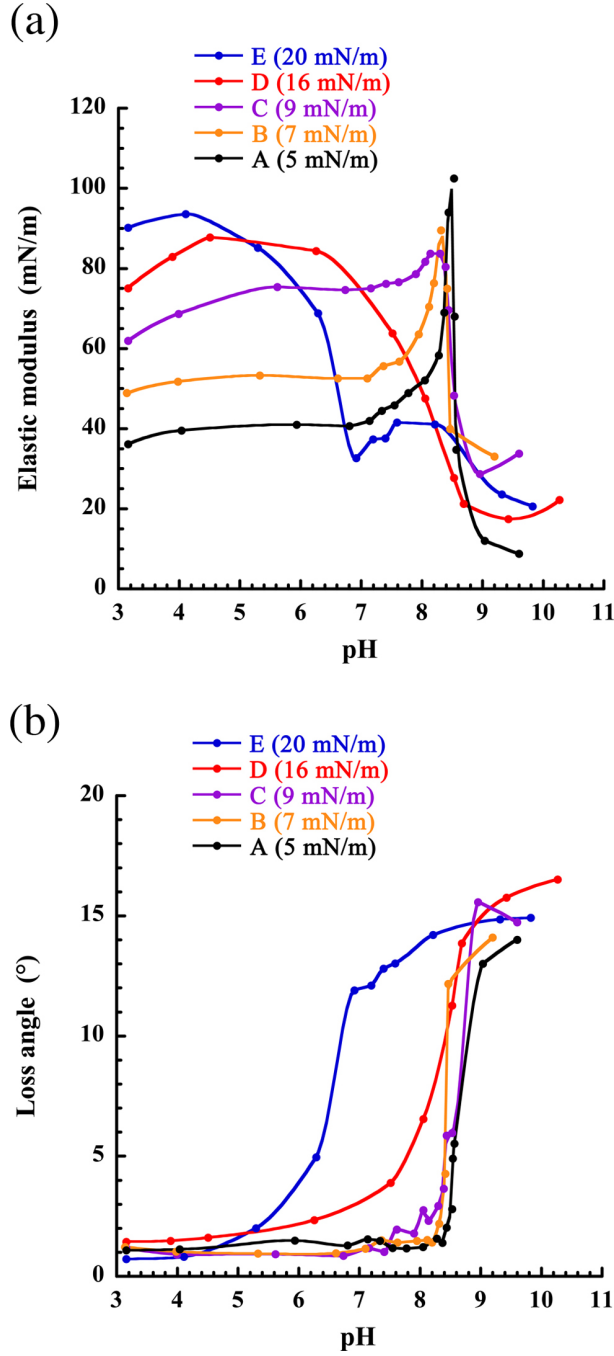 (a)
E (20 mN/m)
D (16 mN/m)
C (9 mN/m)
B (7 mN/m)
A (5 mN/m)
120
100
80
60
40
20
0
Elastic modulus (mN/m)
3 4 5 6 7 8 9 10 11
pH
(b)
E (20 mN/m)
D (16 mN/m)
C (9 mN/m)
B (7 mN/m)
A (5 mN/m)
20
15
10
5
0
Loss angle (°)
3 4 5 6 7 8 9 10 11
pH